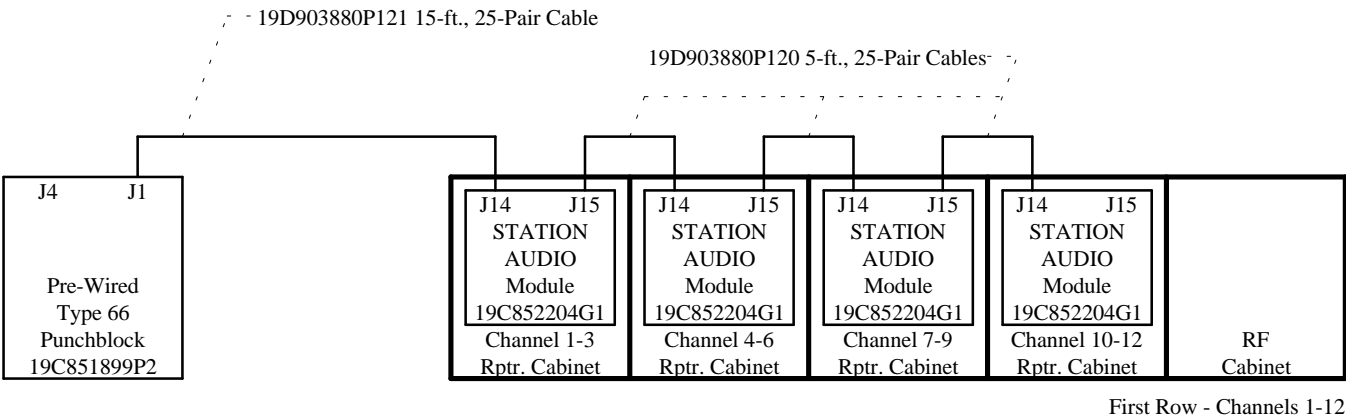 19D903880P121 15-ft., 25-Pair Cable
19D903880P120 5-ft., 25-Pair Cables
J4 J1
Pre-Wired
Type 66
Punchblock
19C851899P2
J14 J15
STATION
AUDIO
Module
19C852204G1
Channel 1-3
Rptr. Cabinet
J14 J15
STATION
AUDIO
Module
19C852204G1
Channel 4-6
Rptr. Cabinet
J14 J15
STATION
AUDIO
Module
19C852204G1
Channel 7-9
Rptr. Cabinet
J14 J15
STATION
AUDIO
Module
19C852204G1
Channel 10-12
Rptr. Cabinet
RF
Cabinet
First Row - Channels 1-12